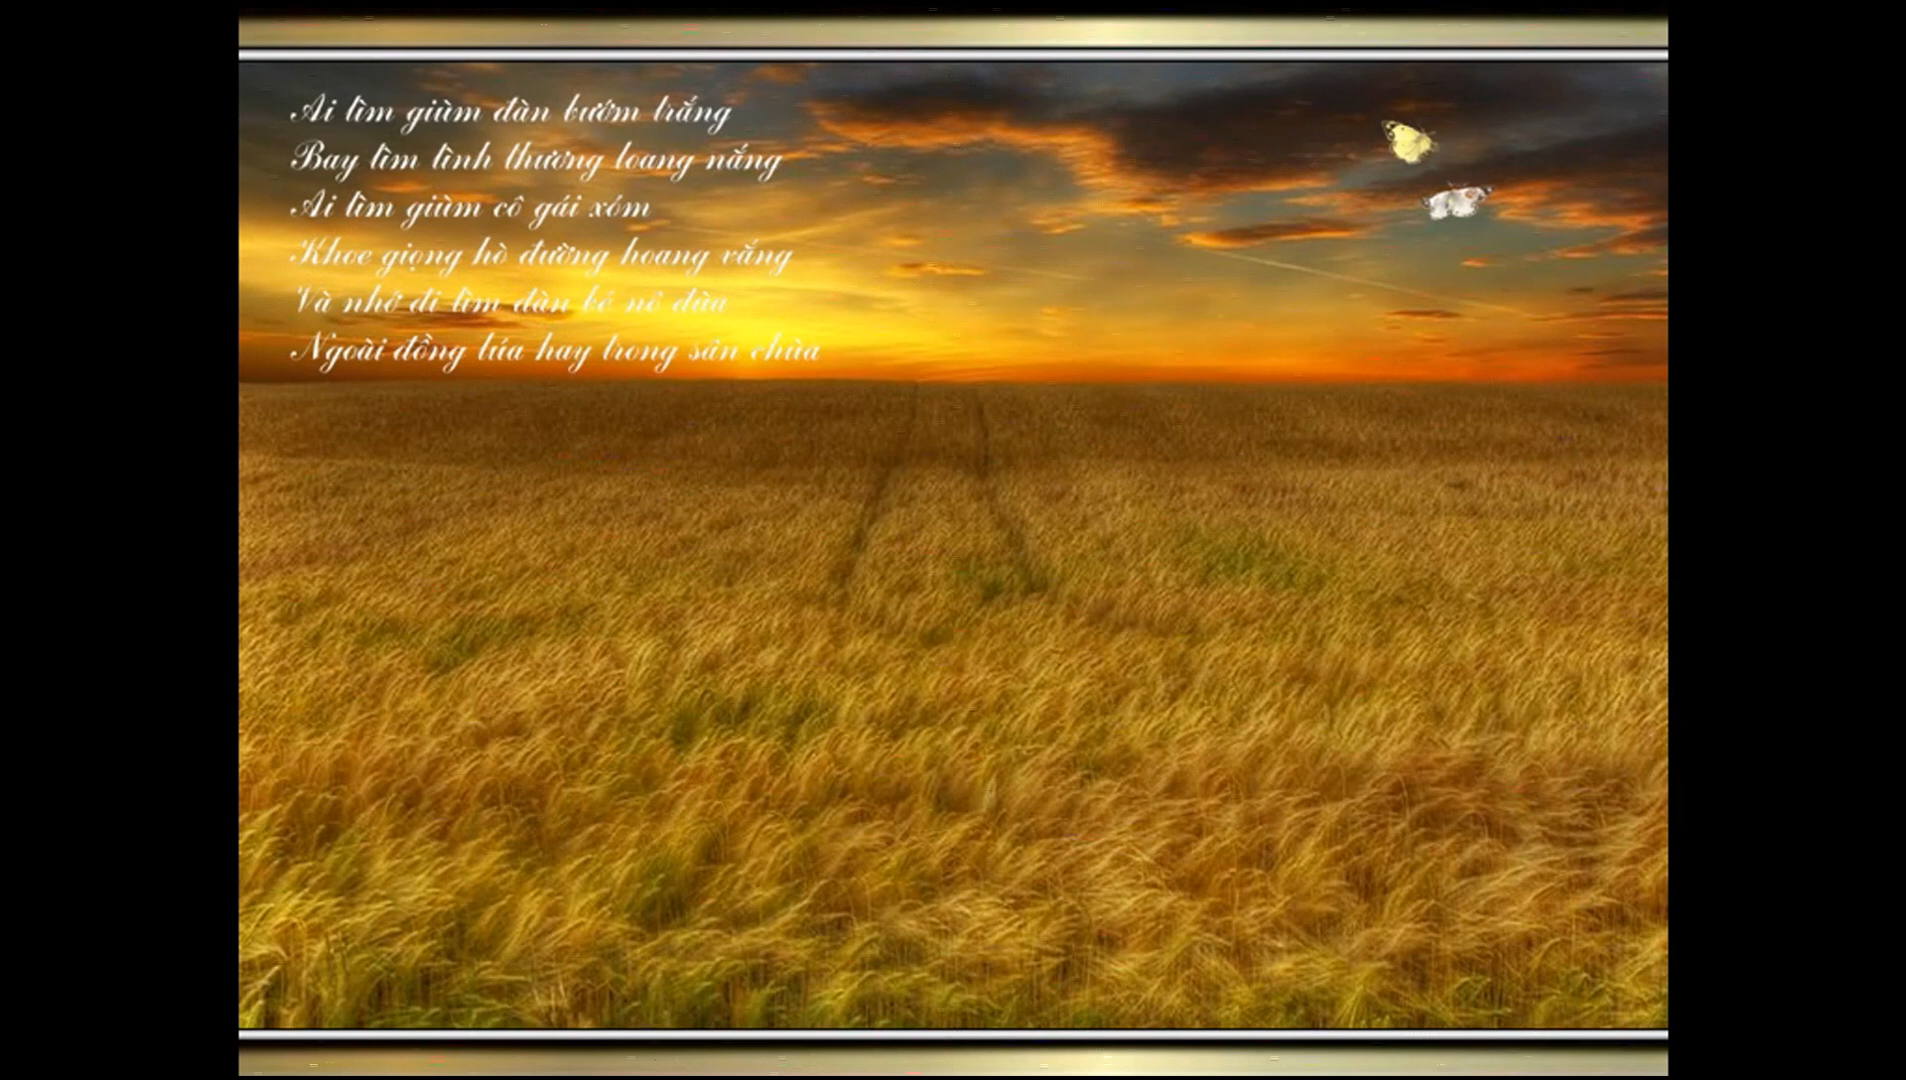 Ai tìm giùm đàn bướm trắng
Bay tìm tình thương loang nắng
Ai tìm giùm cô gái xóm
Khoe giọng hò đường hoang vắng
Và nhớ đi tìm đàn bé nô đùa
Ngoài đồng lúa hay trong sân chùa